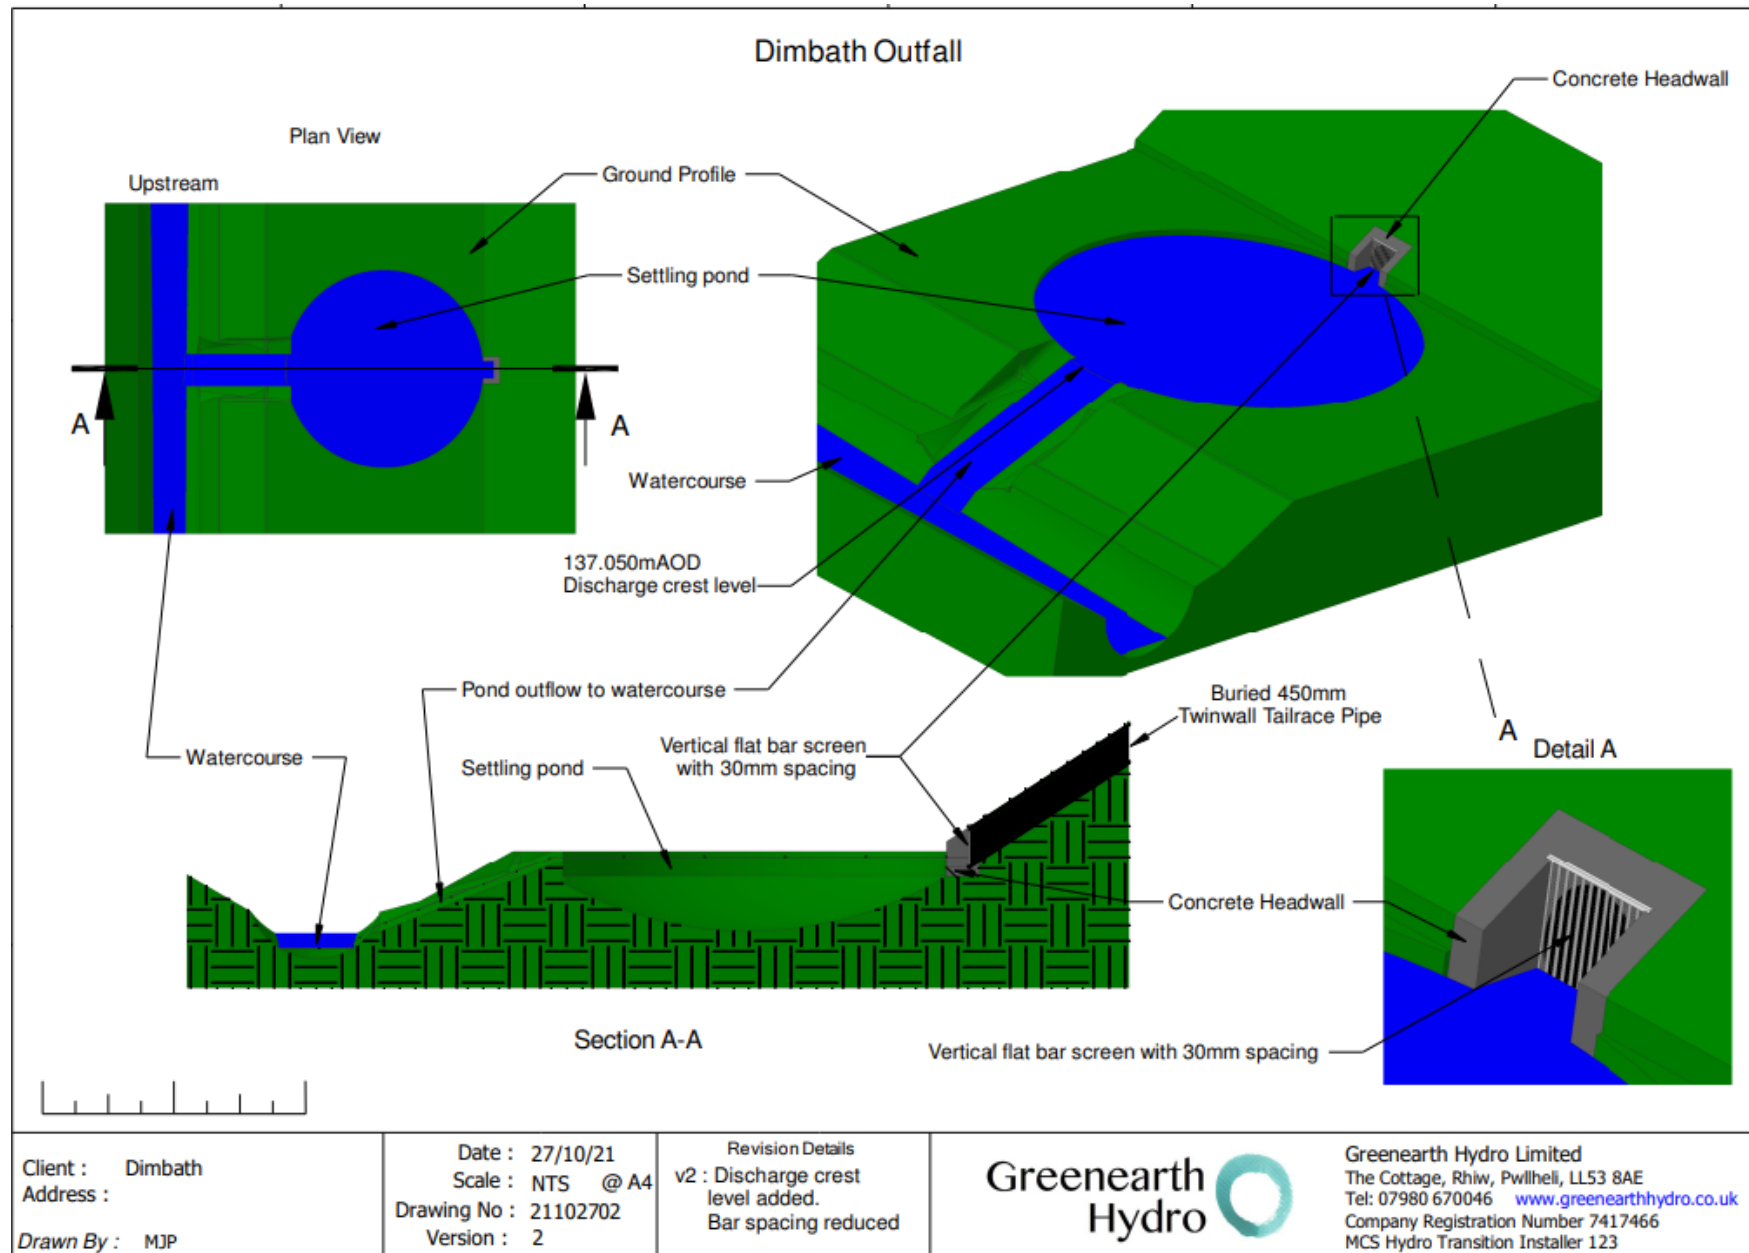 Dimbath Outfall
Concrete Headwall
Plan View
Upstream
Ground Profile
Settling pond
A
A
Watercourse
137.050mAOD
Discharge crest level
Pond outflow to watercourse
Buried 450mm
Twinwall Tailrace Pipe
A
Detail A
Watercourse
Settling pond
Vertical flat bar screen
with 30mm spacing
Concrete Headwall
Section A-A
Vertical flat bar screen with 30mm spacing
Client : Dimbath
Address :
Drawn By : MJP
Date : 27/10/21
Scale : NTS @ A4
Drawing No : 21102702
Version : 2
Revision Details
v2 : Discharge crest
level added.
Bar spacing reduced
Greenearth
Hydro
Greenearth Hydro Limited
The Cottage, Rhiw, Pwllheli, LL53 8AE
Tel: 07980 670046 www.greenearthhydro.co.uk
Company Registration Number 7417466
MCS Hydro Transition Installer 123